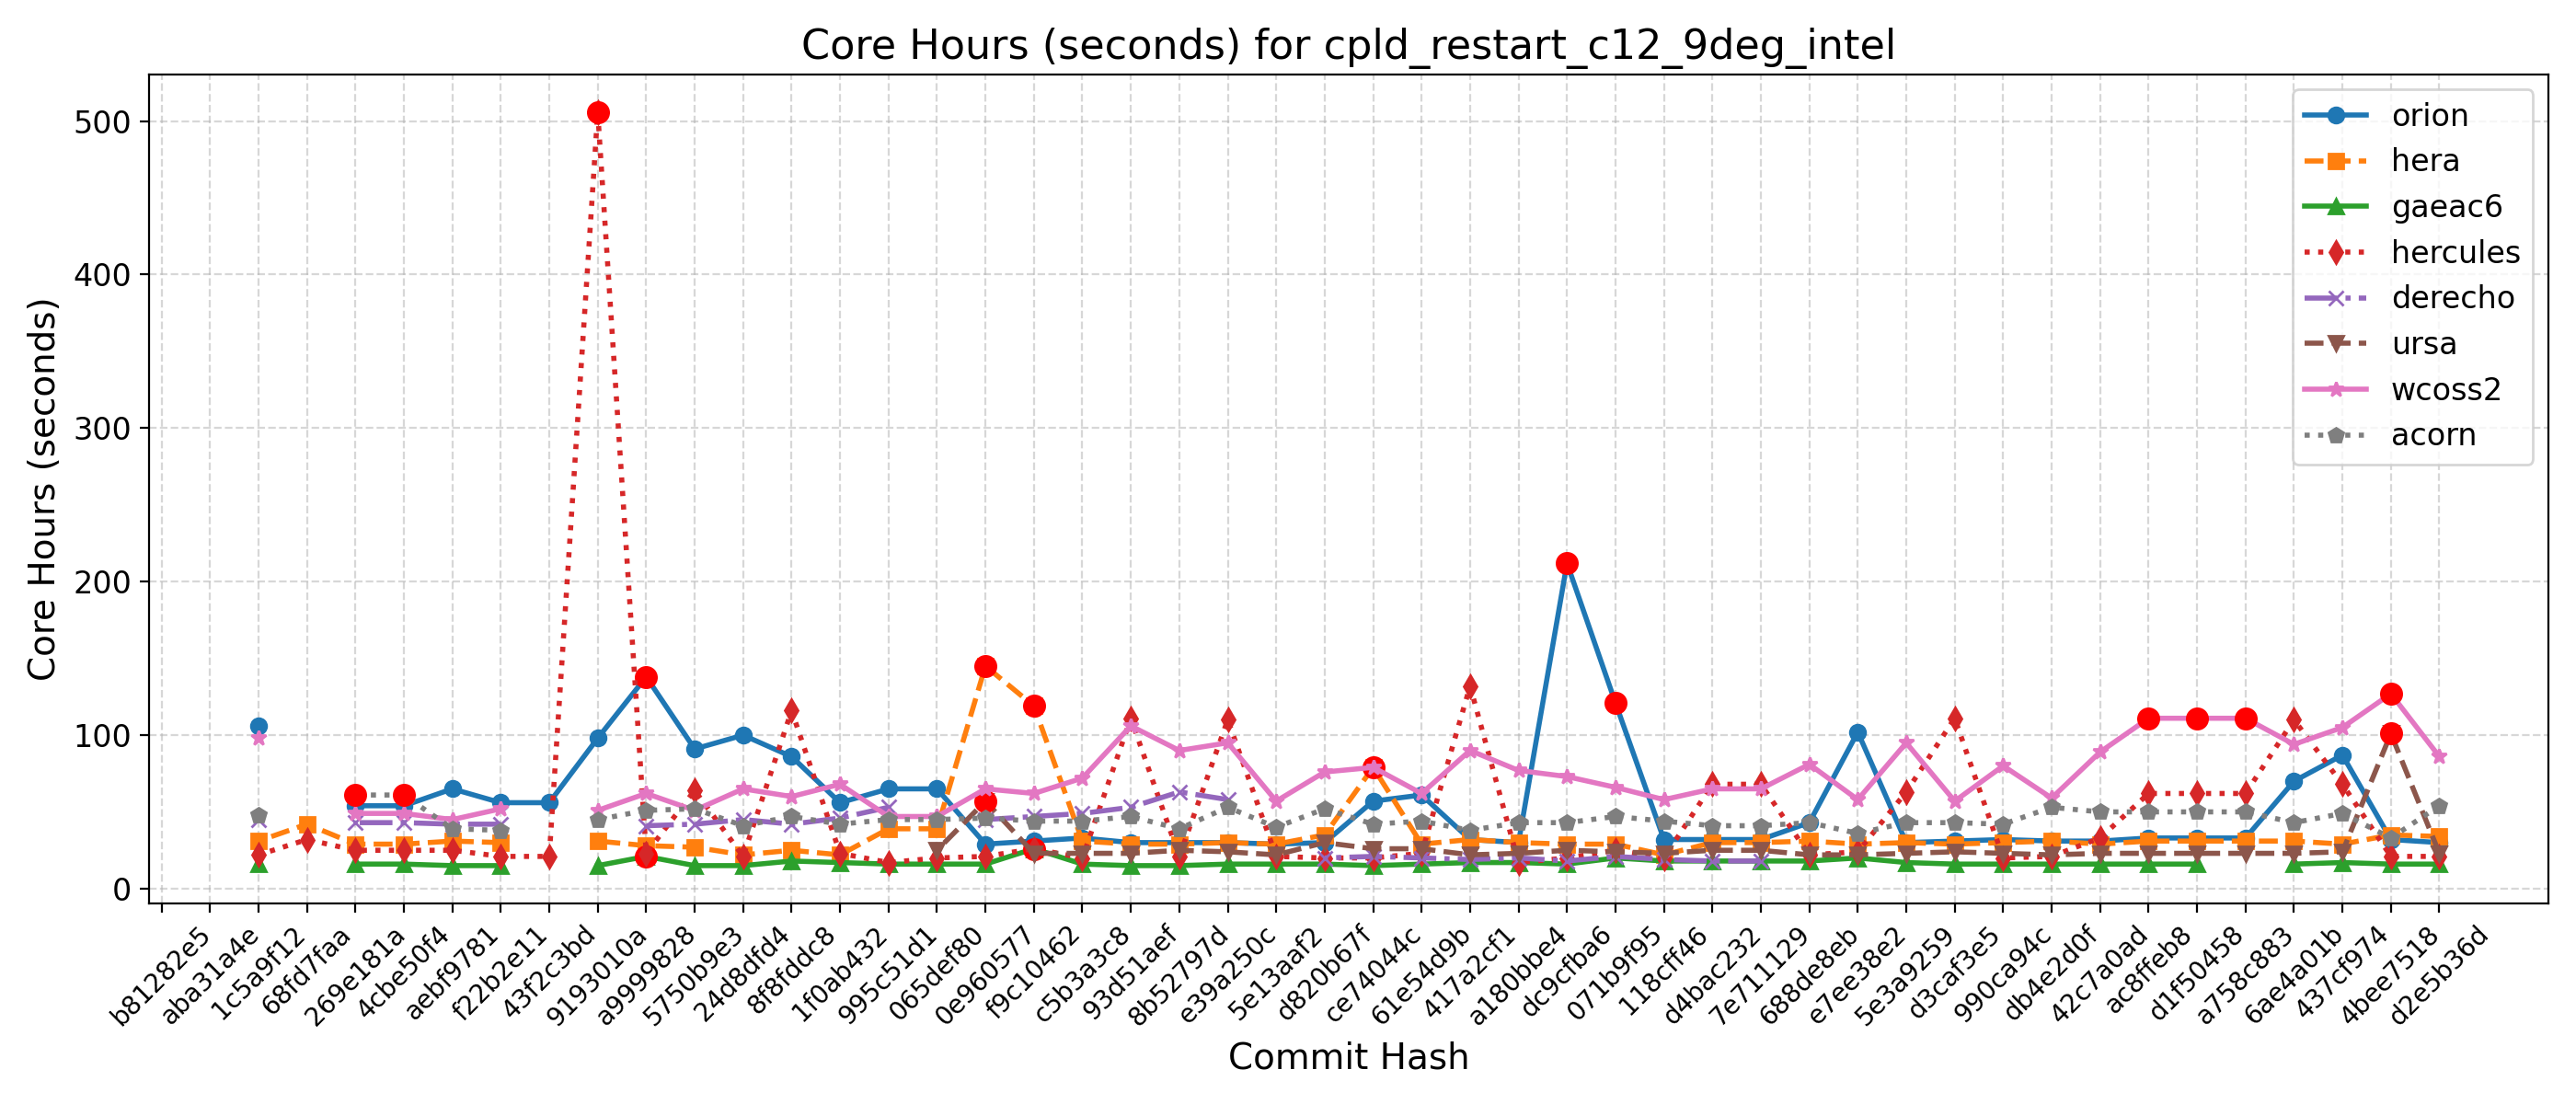 Core Hours (seconds) for cpld_restart_c12_9deg_intel
Core Hours (seconds)
500
400
300
200
100
0
orion
hera
gaeac6
hercules
derecho
ursa
wcoss2
acorn
b81282e5
aba31a4e
1c5a9f12
68fd7faa
269e181a
4cbe50f4
aebf9781
f22b2e11
43f2c3bd
9193010a
a9999828
5750b9e3
24d8dfd4
8f8fddc8
1f0ab432
995c51d1
065def80
0e960577
f9c10462
c5b3a3c8
93d51aef
8b52797d
e39a250c
5e13aaf2
d820b67f
ce74044c
61e54d9b
417a2cf1
a180bbe4
dc9cfba6
071b9f95
118cff46
d4bac232
7e711129
688de8eb
e7ee38e2
5e3a9259
d3caf3e5
990ca94c
db4e2d0f
42c7a0ad
ac8ffeb8
d1f50458
a758c883
6ae4a01b
437cf974
4bee7518
d2e5b36d
Commit Hash